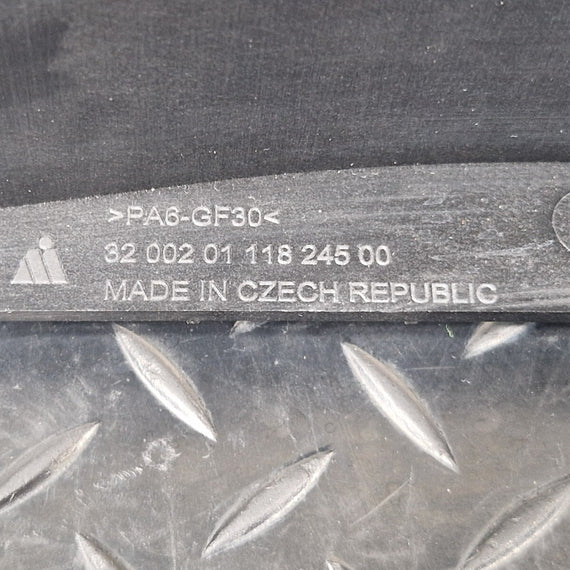 >PA6-GF30<
32 002 01 118 245 00
MADE IN CZECH REPUBLIC